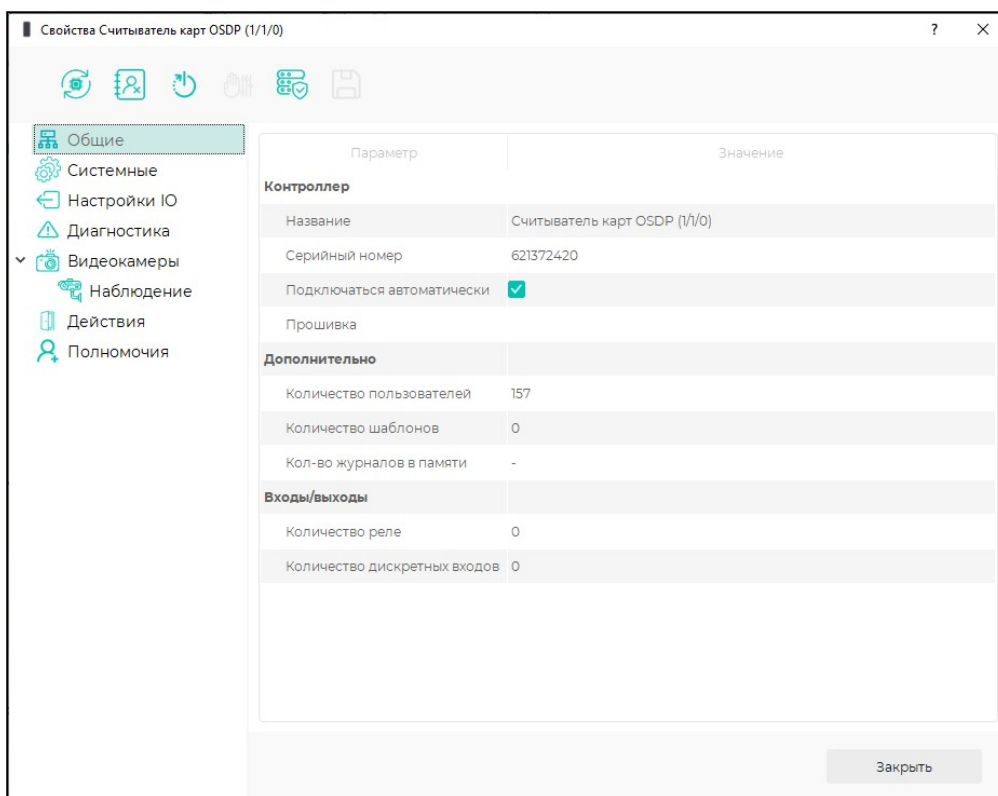 Свойства Считыватель карт OSDP (1/1/0) ?
Общие
Системные
Настройки IO
Диагностика
Видеокамеры
Наблюдение
Действия
Полномочия
Параметр Значение
Контроллер
Название Считыватель карт OSDP (1/1/0)
Серийный номер 621372420
Подключаться автоматически
Прошивка
Дополнительно
Количество пользователей 157
Количество шаблонов 0
Кол-во журналов в памяти -
Входы/выходы
Количество реле 0
Количество дискретных входов 0
Закрыть